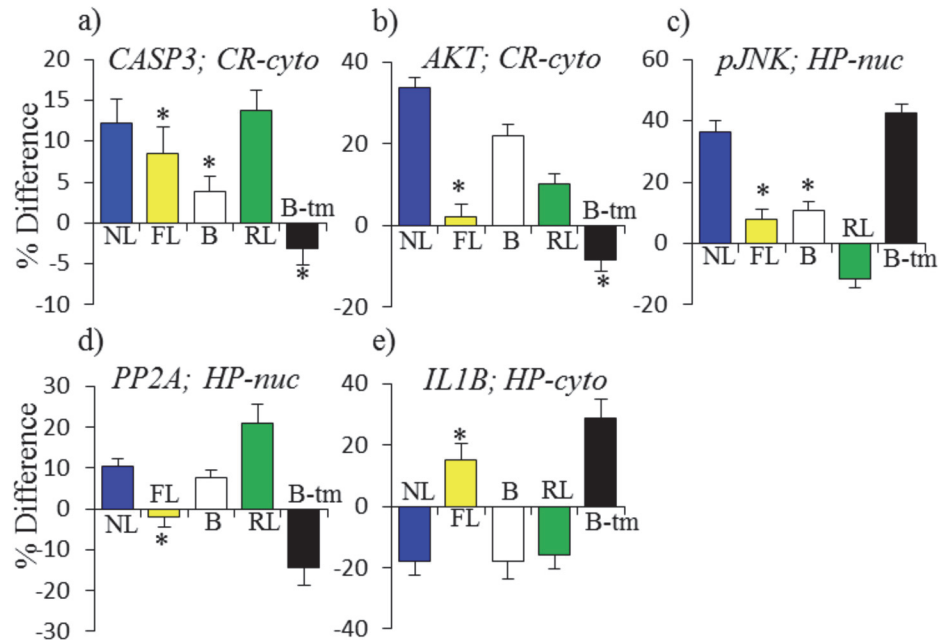 a)
CASP3; CR-cyto
% Difference
20
15
10
5
0
-5
-10
*
*
*
NL
FL
B
RL
B-tm
b)
AKT; CR-cyto
40
20
0
-20
*
*
NL
FL
B
RL
B-tm
c)
pJNK; HP-nuc
60
40
20
0
-20
*
*
NL
FL
B
RL
B-tm
d)
PP2A; HP-nuc
% Difference
30
20
10
0
-10
-20
-30
*
NL
FL
B
RL
B-tm
e)
IL1B; HP-cyto
40
20
0
-20
-40
*
NL
FL
B
RL
B-tm